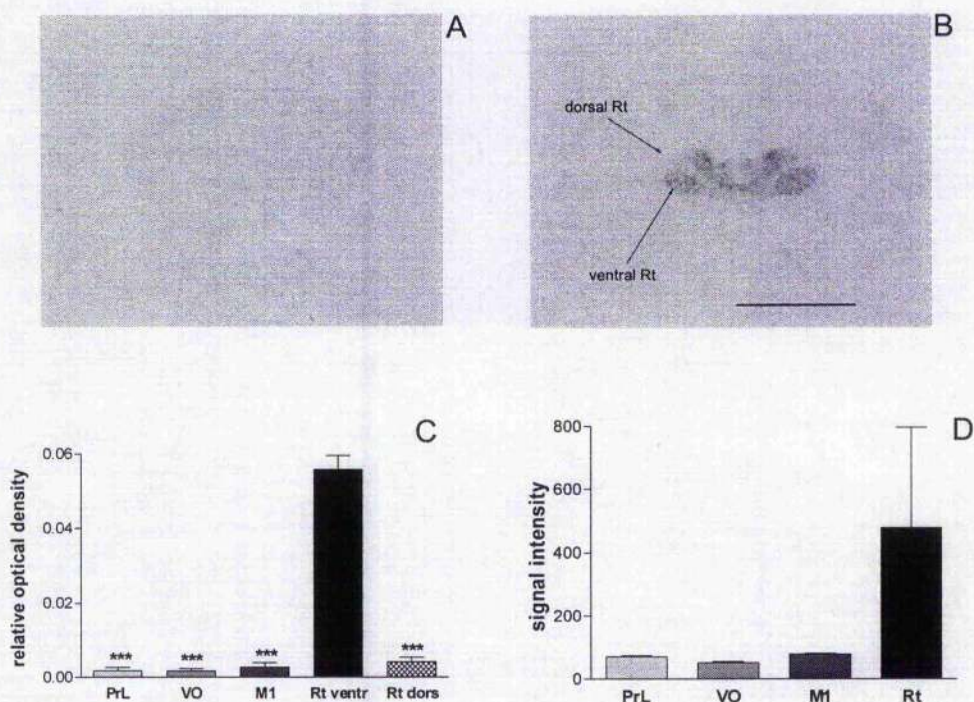 A
B
dorsal Rt
ventral Rt
C
relative optical density
0.06
0.04
0.02
0.00
***
***
***
***
PrL
VO
M1
Rt ventr
Rt dors
D
signal intensity
800
600
400
200
0
PrL
VO
M1
Rt